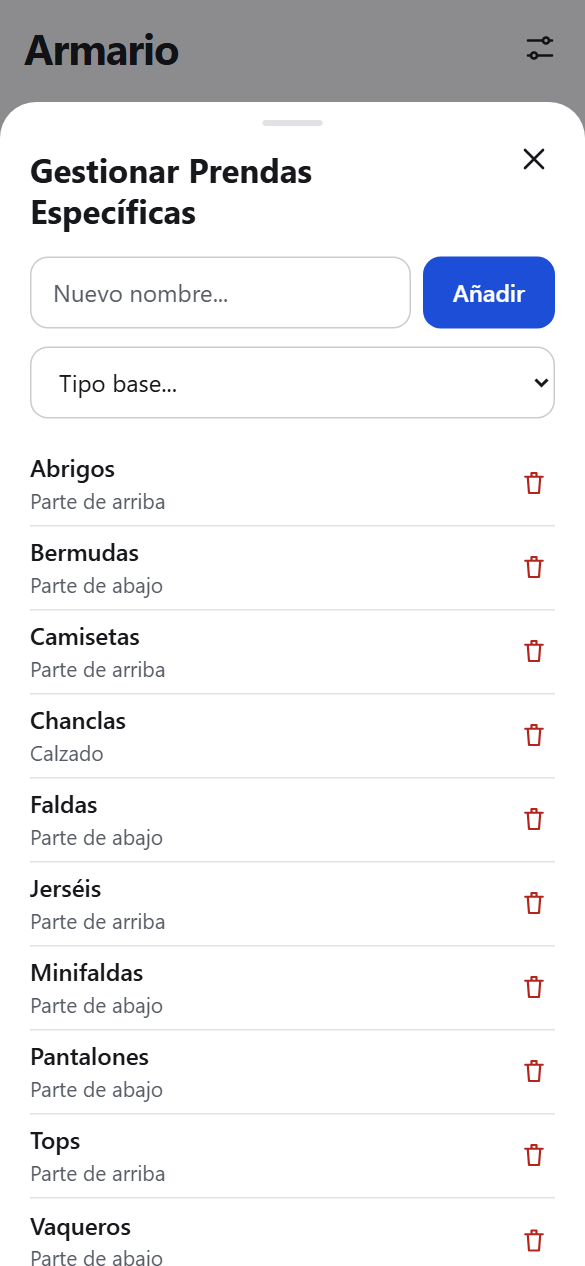 Armario
Gestionar Prendas
Específicas
Nuevo nombre...
Añadir
Tipo base...
Abrigos
Parte de arriba
Bermudas
Parte de abajo
Camisetas
Parte de arriba
Chanclas
Calzado
Faldas
Parte de abajo
Jerséis
Parte de arriba
Minifaldas
Parte de abajo
Pantalones
Parte de abajo
Tops
Parte de arriba
Vaqueros
Parte de abajo